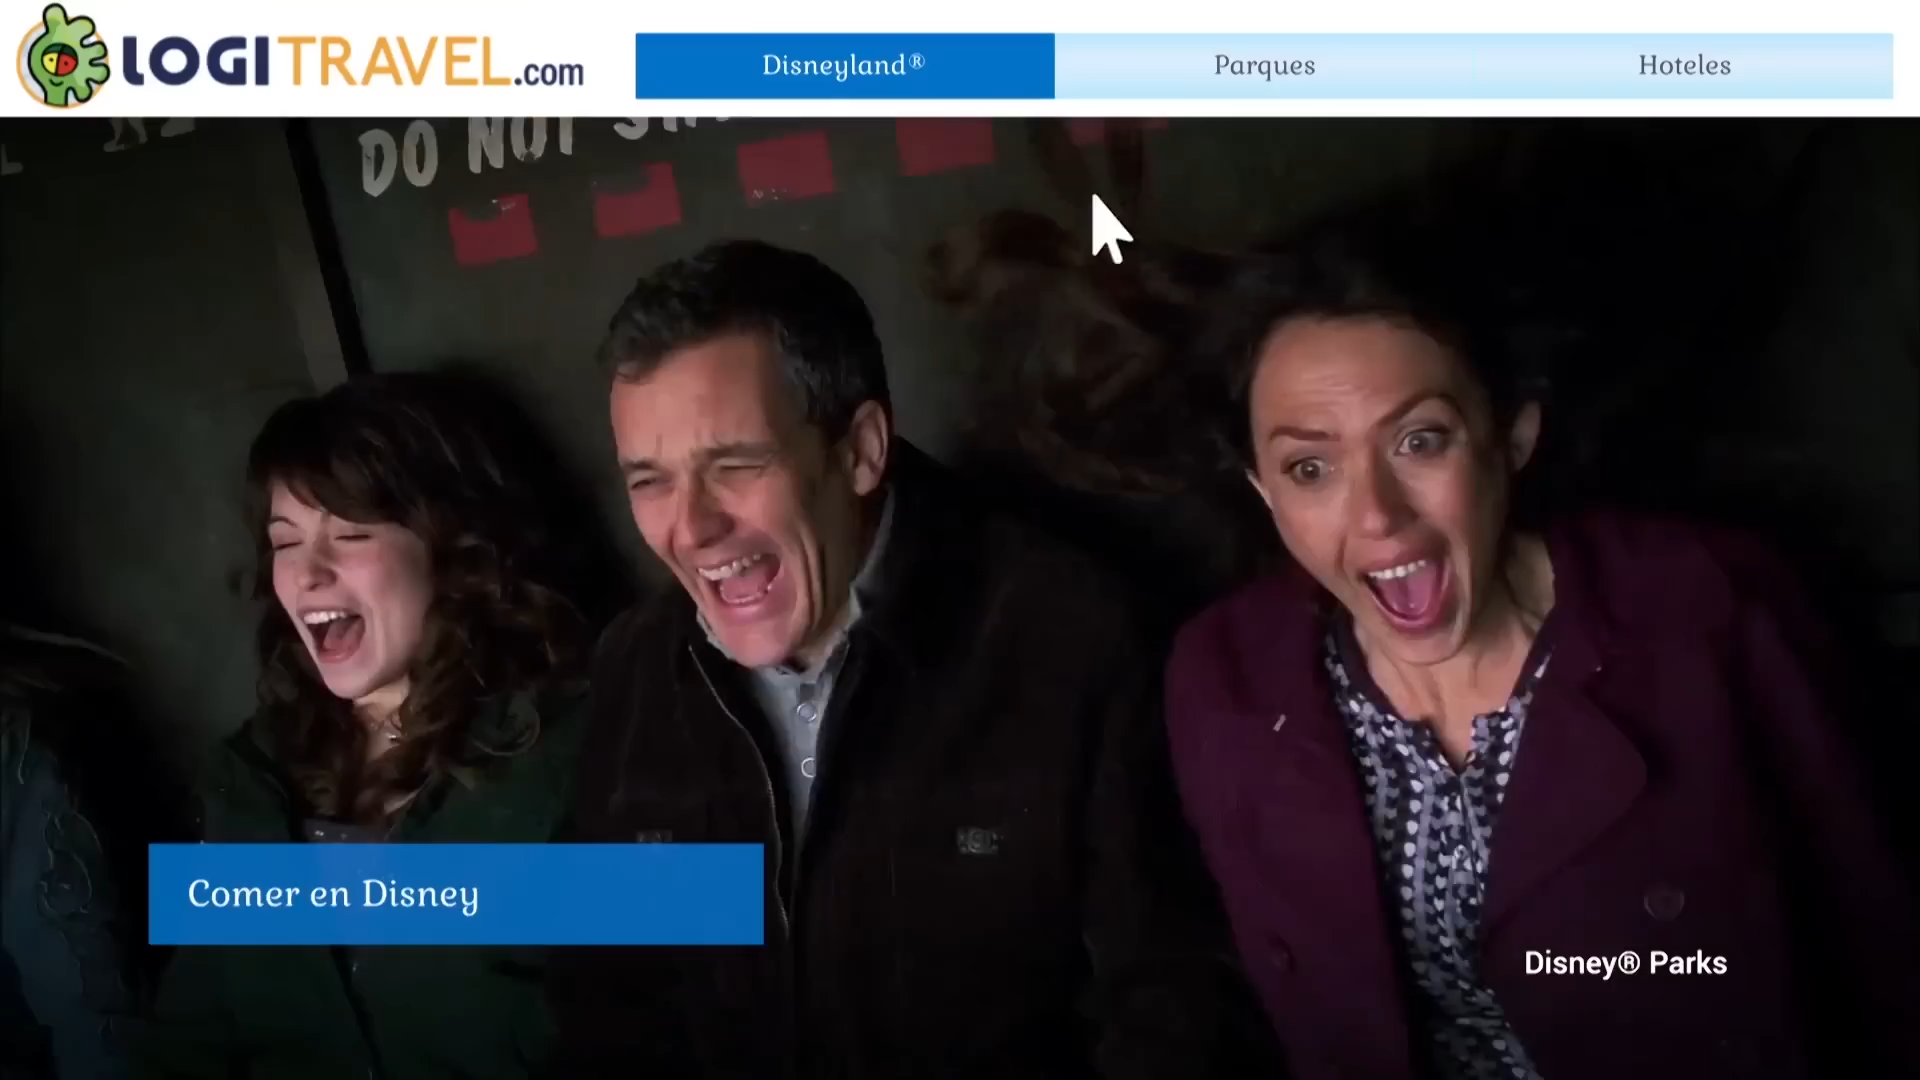 LOGITRAVEL.com
Disneyland®
Parques
Hoteles
DO NOT
Comer en Disney
Disney® Parks